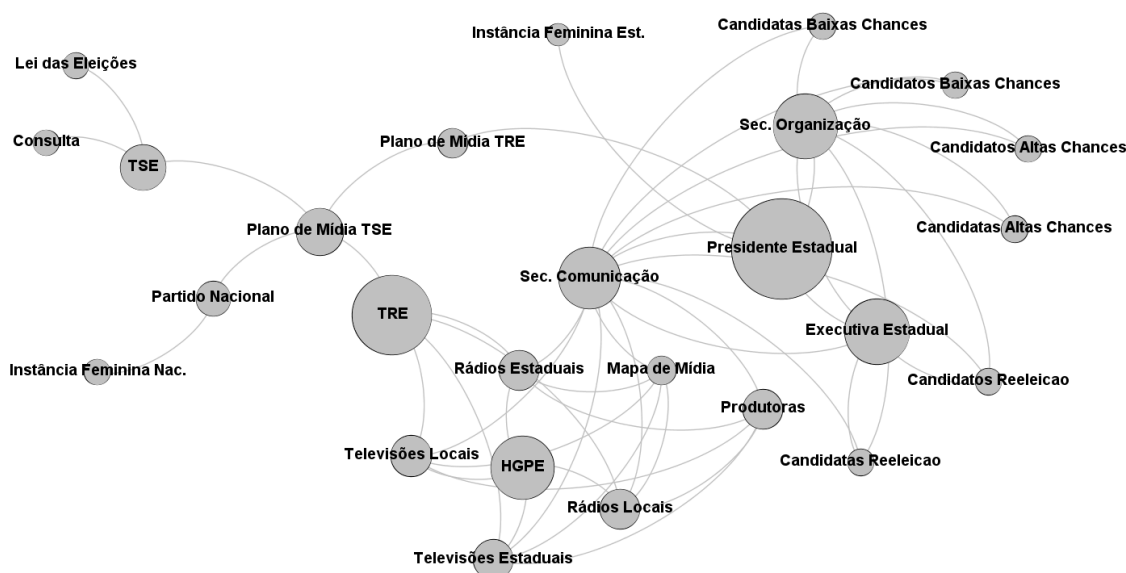 Candidatas Baixas Chances
Instância Feminina Est.
Lei das Eleições
Candidatos Baixas Chances
Sec. Organização
Consulta
Plano de Mídia TRE
Candidatos Altas Chances
TSE
Plano de Mídia TSE
Candidatas Altas Chances
Presidente Estadual
Sec. Comunicação
Partido Nacional
TRE
Executiva Estadual
Instância Feminina Nac.
Rádios Estaduais
Mapa de Mídia
Candidatos Reeleicao
Produtoras
Televisões Locais
HGPE
Candidatas Reeleicao
Rádios Locais
Televisões Estaduais